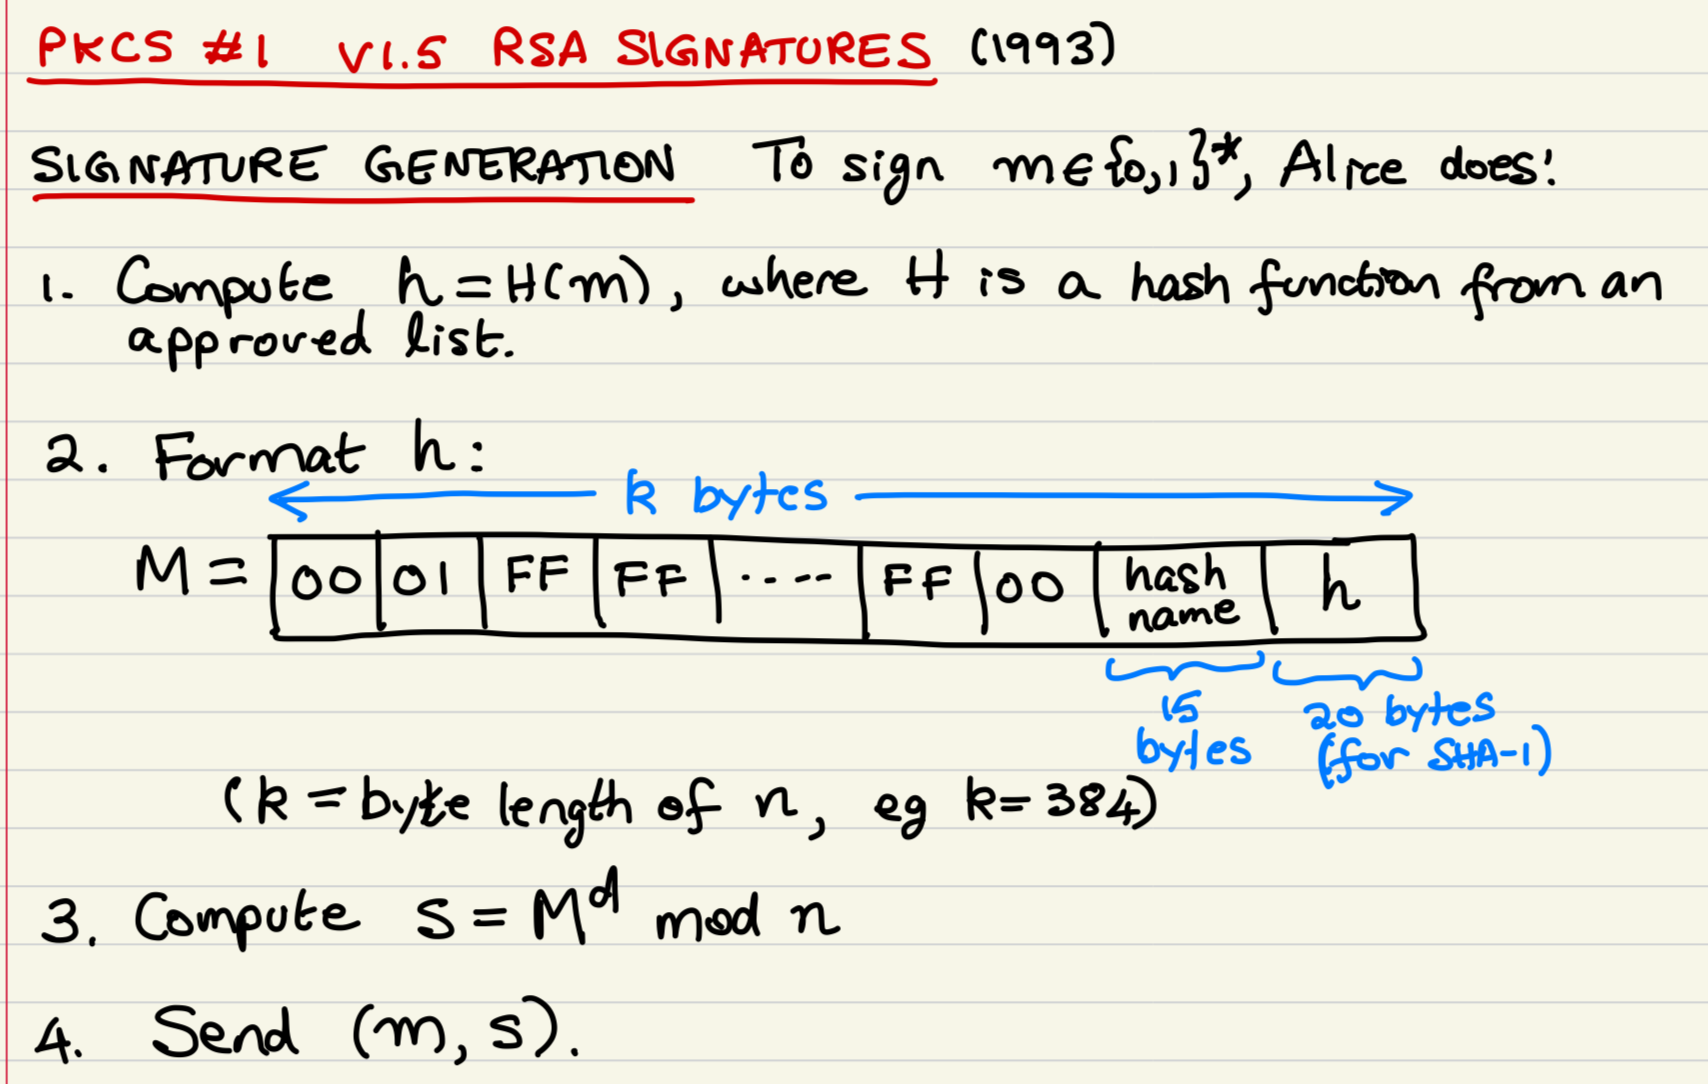 PKCS #1 V1.5 RSA SIGNATURES (1993)
SIGNATURE GENERATION To sign m∈{0,1}*, Alice does:
1. Compute h=H(m), where H is a hash function from an
approved list.
2. Format h:
k bytes
M= 00 01 FF FF ---- FF 00 hash name h
15 bytes 20 bytes (for SHA-1)
(k=byte length of n, eg k=384)
3. Compute s=M^d mod n
4. Send (m,s).